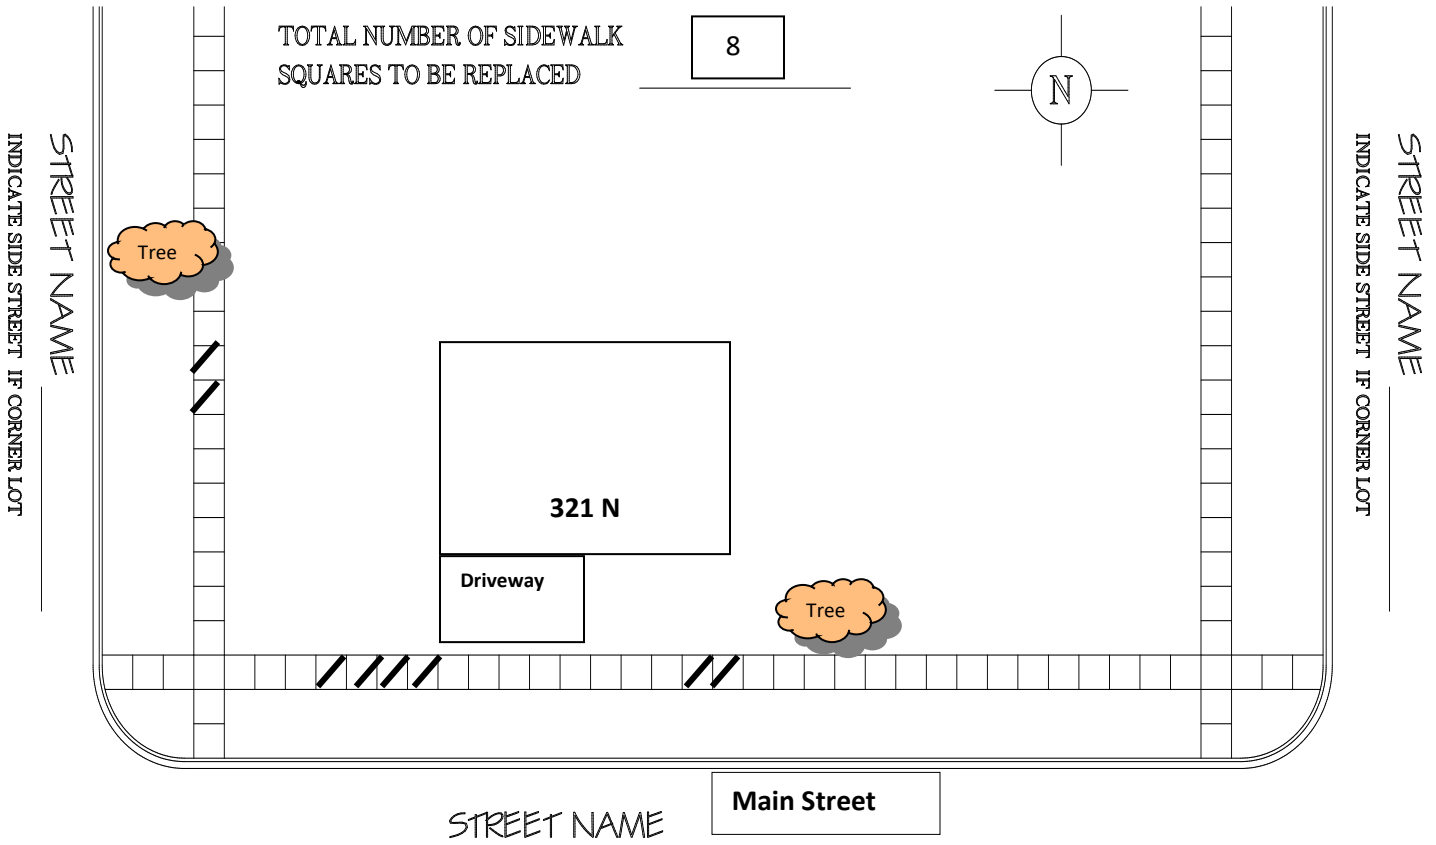 TOTAL NUMBER OF SIDEWALK
SQUARES TO BE REPLACED
8
N
STREET NAME
INDICATE SIDE STREET IF CORNER LOT
STREET NAME
INDICATE SIDE STREET IF CORNER LOT
Tree
321 N
Driveway
Tree
Main Street
STREET NAME